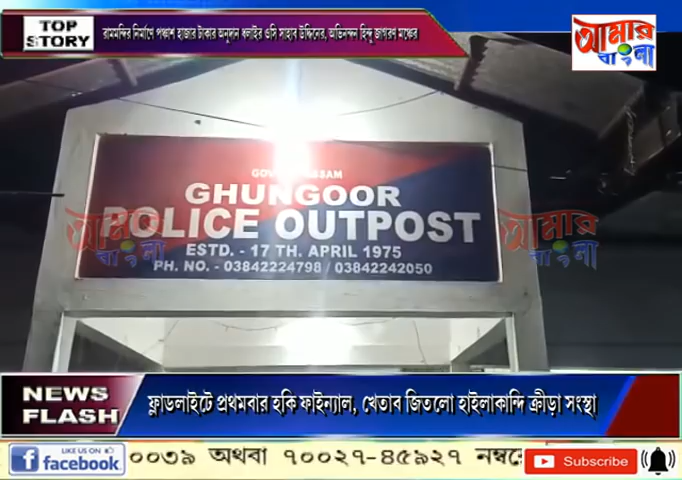 TOP
STORY
রামমন্দির নির্মাণে পঞ্চাশ হাজার টাকার অনুদান কলাইর ওসি সাহাব উদ্দিনের, অভিনন্দন হিন্দু জাগরণ মঞ্চের
আমার
বাংলা
GHUNGOOR
POLICE OUTPOST
ESTD. - 17 TH. APRIL 1975
PH. NO. - 03842224798 / 03842242050
আমার
বাংলা
আমার
বাংলা
NEWS
FLASH
ফ্লাডলাইটে প্রথমবার হকি ফাইন্যাল, খেতাব জিতলো হাইলাকান্দি ক্রীড়া সংস্থা
LIKE US ON
facebook
০০৩৯ অথবা ৭০০২৭-৪৫৯২৭ নম্বরে
Subscribe